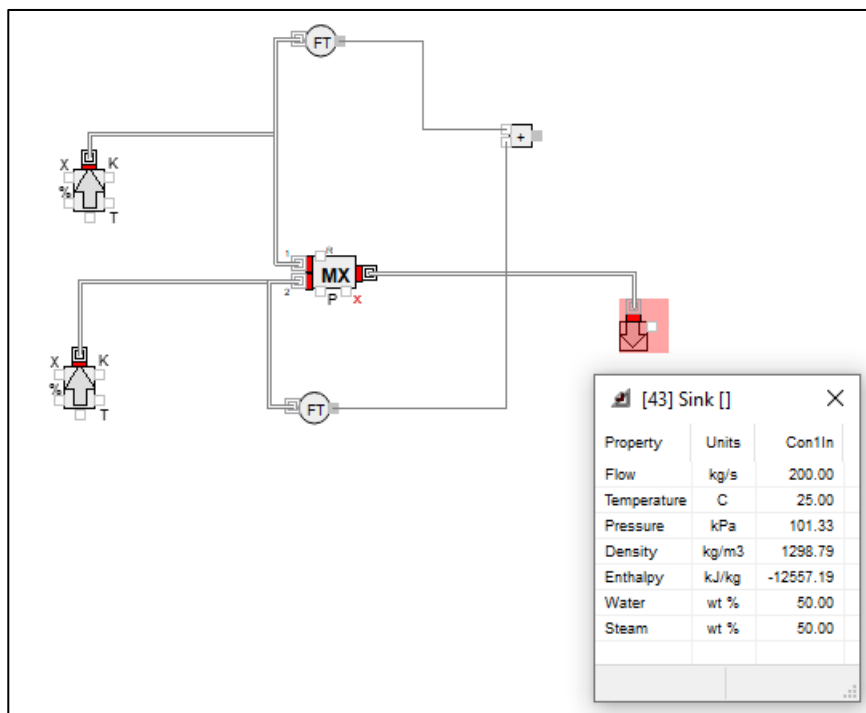 FT
+
X K
%
T
1 R
MX
2 P x
X K
%
T
FT
[43] Sink []
Property Units Con1In
Flow kg/s 200.00
Temperature C 25.00
Pressure kPa 101.33
Density kg/m3 1298.79
Enthalpy kJ/kg -12557.19
Water wt % 50.00
Steam wt % 50.00